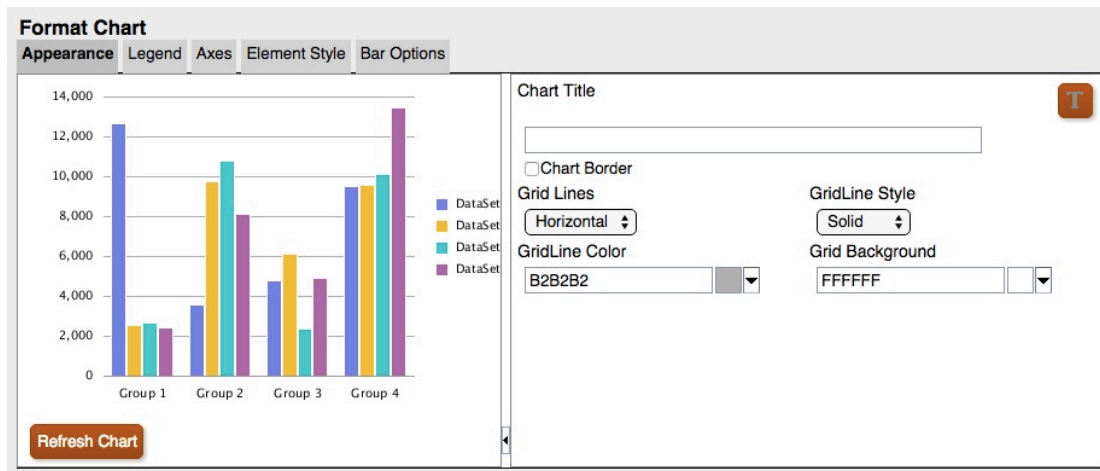 Format Chart
Appearance Legend Axes Element Style Bar Options
14,000
12,000
10,000
8,000
6,000
4,000
2,000
0
Group 1 Group 2 Group 3 Group 4
DataSet
DataSet
DataSet
DataSet
Refresh Chart
Chart Title
T
Chart Border
Grid Lines GridLine Style
Horizontal Solid
GridLine Color Grid Background
B2B2B2 FFFFFF